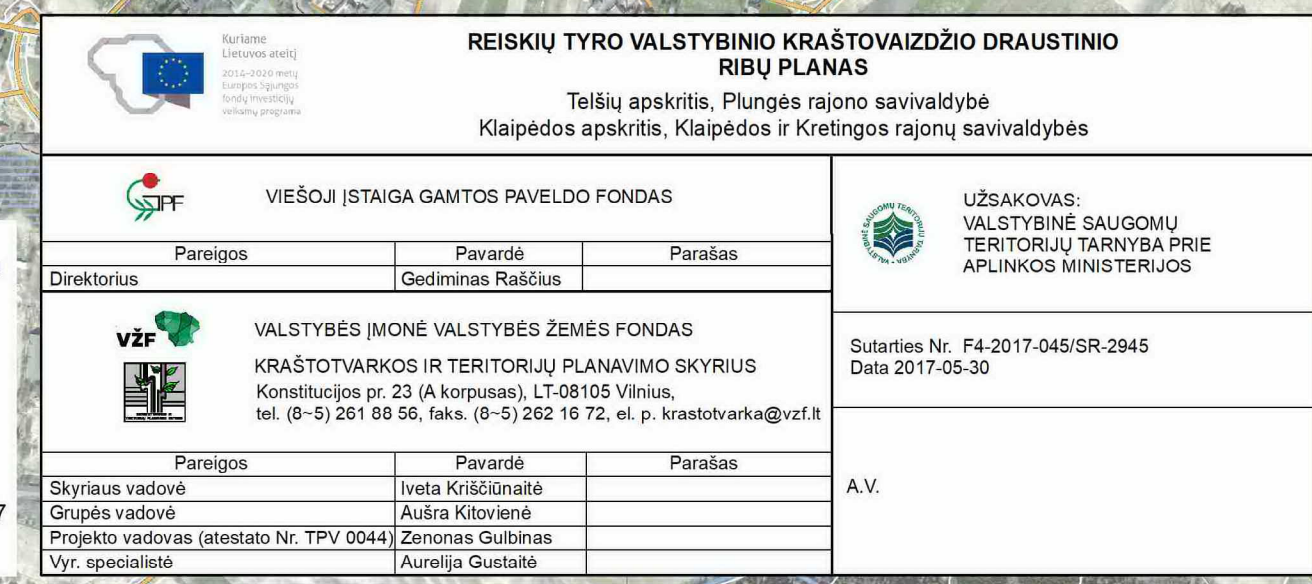 Kuriame
Lietuvos ateitį
2014–2020 metų
Europos Sąjungos
fondų investicijų
veiksmų programa
REISKIŲ TYRO VALSTYBINIO KRAŠTOVAIZDŽIO DRAUSTINIO
RIBŲ PLANAS
Telšių apskritis, Plungės rajono savivaldybė
Klaipėdos apskritis, Klaipėdos ir Kretingos rajonų savivaldybės
GPF
VIEŠOJI ĮSTAIGA GAMTOS PAVELDO FONDAS
Pareigos Pavardė Parašas
Direktorius Gediminas Raščius
VALSTYBINĖ SAUGOMŲ TERITORIJŲ TARNYBA
UŽSAKOVAS:
VALSTYBINĖ SAUGOMŲ
TERITORIJŲ TARNYBA PRIE
APLINKOS MINISTERIJOS
VŽF
VALSTYBĖS ĮMONĖ VALSTYBĖS ŽEMĖS FONDAS
KRAŠTOTVARKOS IR TERITORIJŲ PLANAVIMO SKYRIUS
Konstitucijos pr. 23 (A korpusas), LT-08105 Vilnius,
tel. (8~5) 261 88 56, faks. (8~5) 262 16 72, el. p. krastotvarka@vzf.lt
Sutarties Nr. F4-2017-045/SR-2945
Data 2017-05-30
Pareigos Pavardė Parašas
Skyriaus vadovė Iveta Kriščiūnaitė
Grupės vadovė Aušra Kitovienė
Projekto vadovas (atestato Nr. TPV 0044) Zenonas Gulbinas
Vyr. specialistė Aurelija Gustaitė
A.V.
7